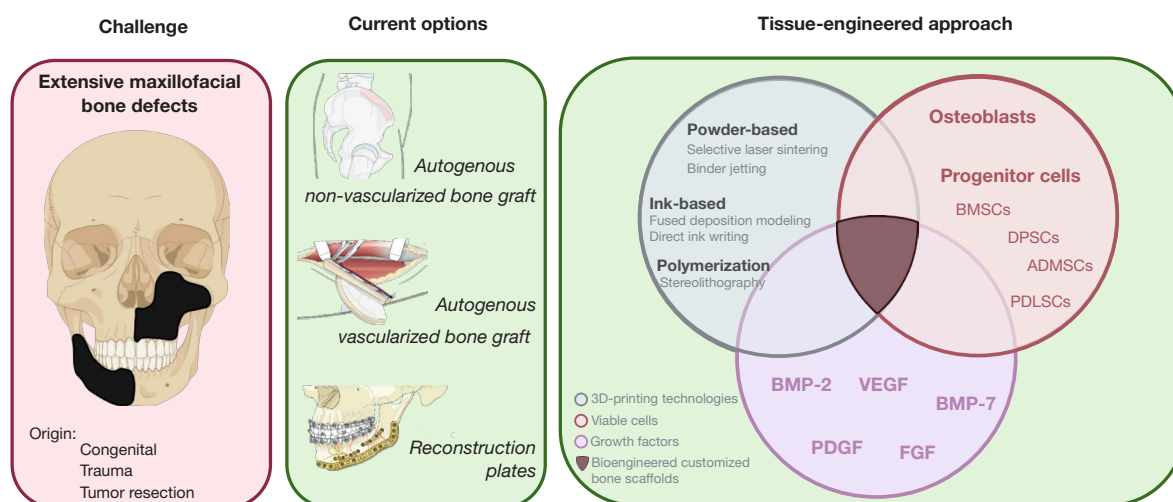 Challenge
Extensive maxillofacial
bone defects
Origin:
Congenital
Trauma
Tumor resection
Current options
Autogenous
non-vascularized bone graft
Autogenous
vascularized bone graft
Reconstruction
plates
Tissue-engineered approach
Powder-based
Selective laser sintering
Binder jetting
Ink-based
Fused deposition modeling
Direct ink writing
Polymerization
Stereolithography
Osteoblasts
Progenitor cells
BMSCs
DPSCs
ADMSCs
PDLSCs
BMP-2
VEGF
BMP-7
PDGF
FGF
3D-printing technologies
Viable cells
Growth factors
Bioengineered customized
bone scaffolds